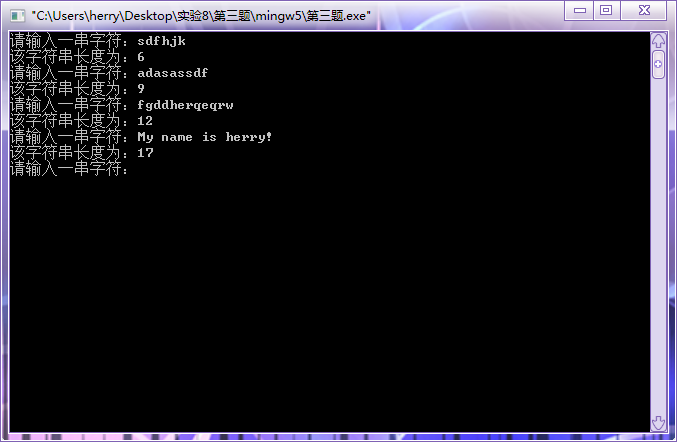 "C:\Users\herry\Desktop\实验8\第三题\mingw5\第三题.exe"
请输入一串字符：sdfhjk
该字符串长度为：6
请输入一串字符：adasassdf
该字符串长度为：9
请输入一串字符：fgddherqeqrw
该字符串长度为：12
请输入一串字符：My name is herry!
该字符串长度为：17
请输入一串字符：